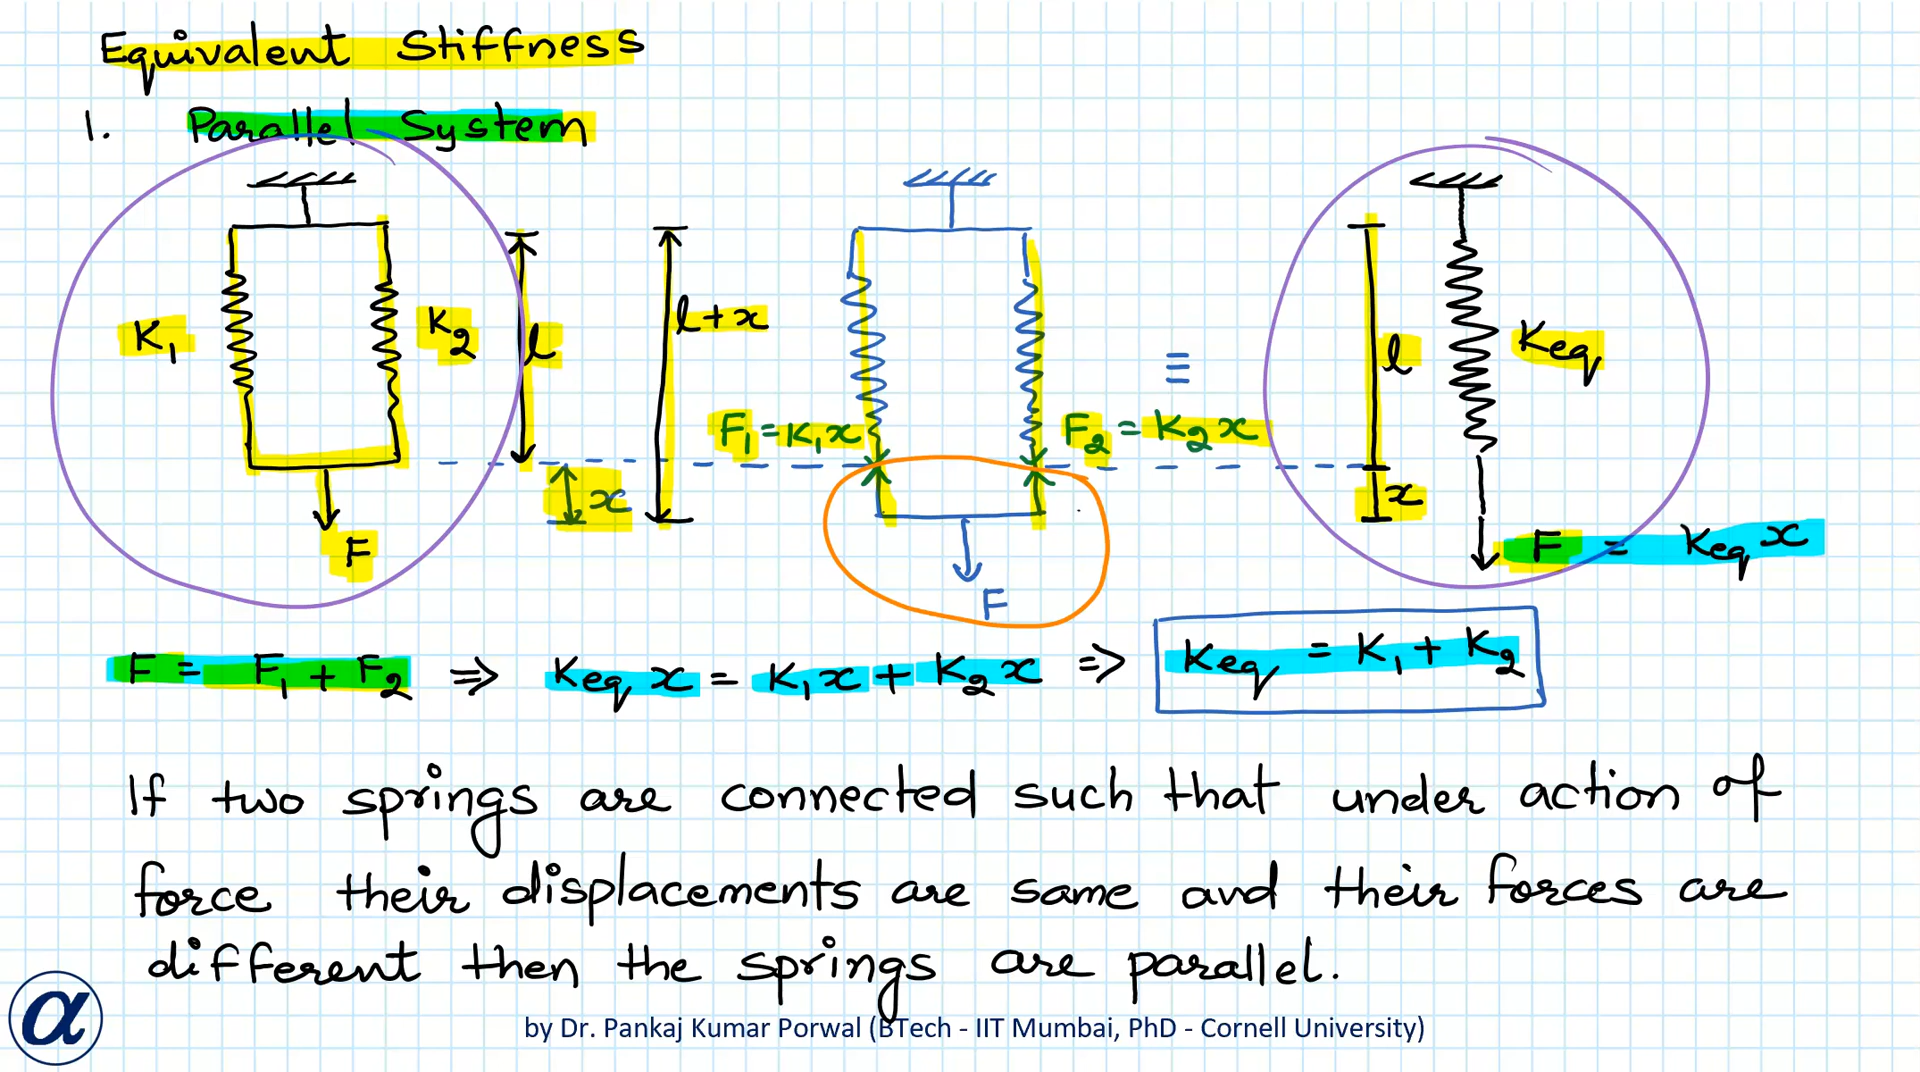 Equivalent Stiffness
1. Parallel System
K₁
K₂
l
l + x
x
F
F₁ = K₁x
F₂ = K₂x
F
≡
l
x
Keq
F = Keq x
F = F₁ + F₂ ⇒ Keq x = K₁x + K₂x ⇒ Keq = K₁ + K₂
If two springs are connected such that under action of
force their displacements are same and their forces are
different then the springs are parallel.
α
by Dr. Pankaj Kumar Porwal (BTech - IIT Mumbai, PhD - Cornell University)